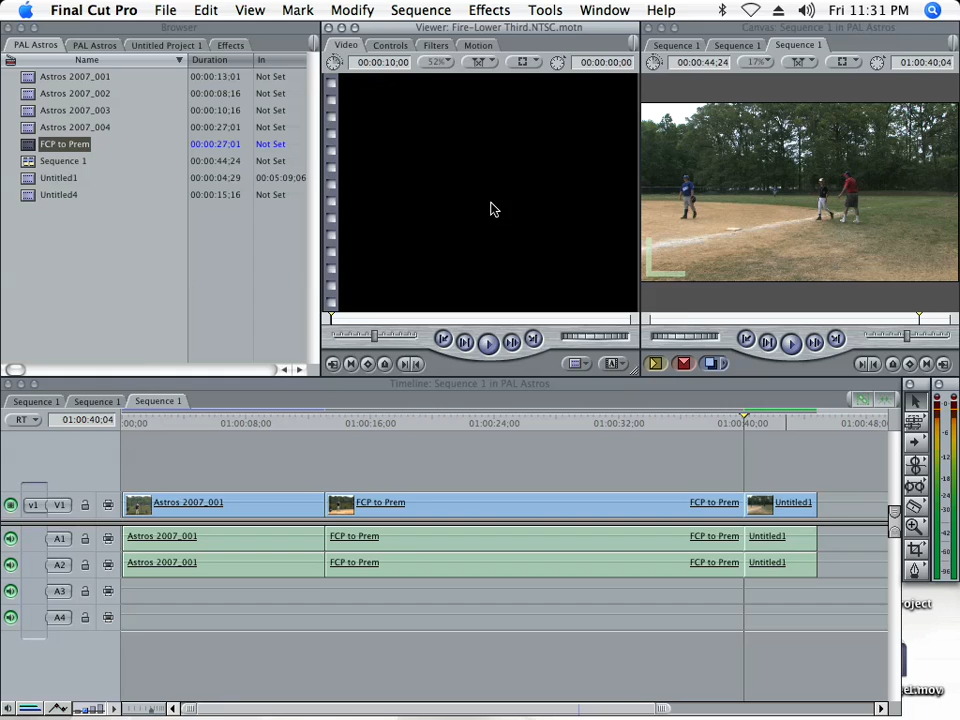 Final Cut Pro File Edit View Mark Modify Sequence Effects Tools Window Help Fri 11:31 PM
Browser
PAL Astros PAL Astros Untitled Project 1 Effects
Name Duration In
Astros 2007_001 00:00:13;01 Not Set
Astros 2007_002 00:00:08;16 Not Set
Astros 2007_003 00:00:10;16 Not Set
Astros 2007_004 00:00:27;01 Not Set
FCP to Prem 00:00:27;01 Not Set
Sequence 1 00:00:44;24 Not Set
Untitled1 00:00:04;29 00:05:09;06
Untitled4 00:00:15;16 Not Set
Viewer: Fire-Lower Third.NTSC.motn
Video Controls Filters Motion
00:00:10;00 52% 00:00:00;00
Canvas: Sequence 1 in PAL Astros
Sequence 1 Sequence 1 Sequence 1
00:00:44;24 17% 01:00:40;04
Timeline: Sequence 1 in PAL Astros
Sequence 1 Sequence 1 Sequence 1
RT 01:00:40;04 00;00 01:00:08;00 01:00:16;00 01:00:24;00 01:00:32;00 01:00:40;00 01:00:48;00
v1 V1 Astros 2007_001 FCP to Prem FCP to Prem Untitled1
A1 Astros 2007_001 FCP to Prem FCP to Prem Untitled1
A2 Astros 2007_001 FCP to Prem FCP to Prem Untitled1
A3
A4
-0
-6
-12
-18
-24
-30
-36
-48
-66
-96